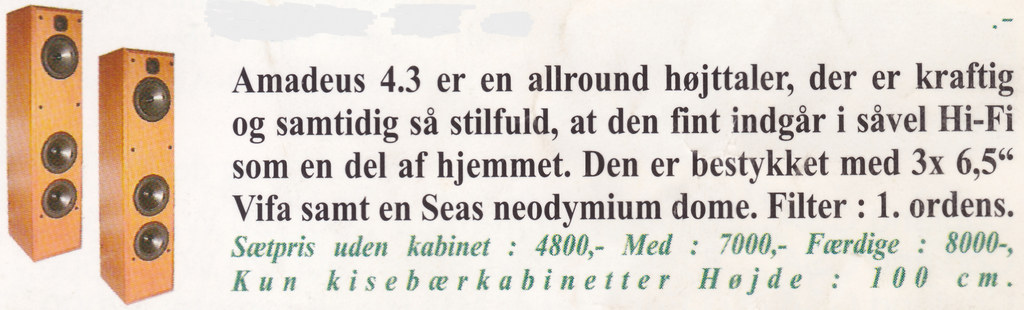 .-
Amadeus 4.3 er en allround højttaler, der er kraftig
og samtidig så stilfuld, at den fint indgår i såvel Hi-Fi
som en del af hjemmet. Den er bestykket med 3x 6,5“
Vifa samt en Seas neodymium dome. Filter : 1. ordens.
Sætpris uden kabinet : 4800,- Med : 7000,- Færdige : 8000-,
Kun kisebærkabinetter Højde : 100 cm.